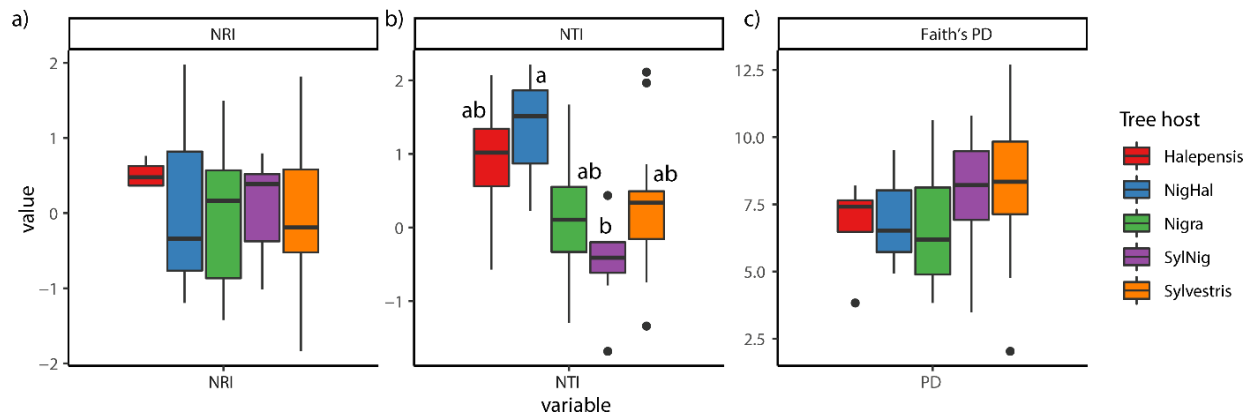 a)
NRI
value
2
1
0
−1
−2
NRI
b)
NTI
2
1
0
−1
ab
a
ab
b
ab
NTI
variable
c)
Faith's PD
12.5
10.0
7.5
5.0
2.5
PD
Tree host
Halepensis
NigHal
Nigra
SylNig
Sylvestris